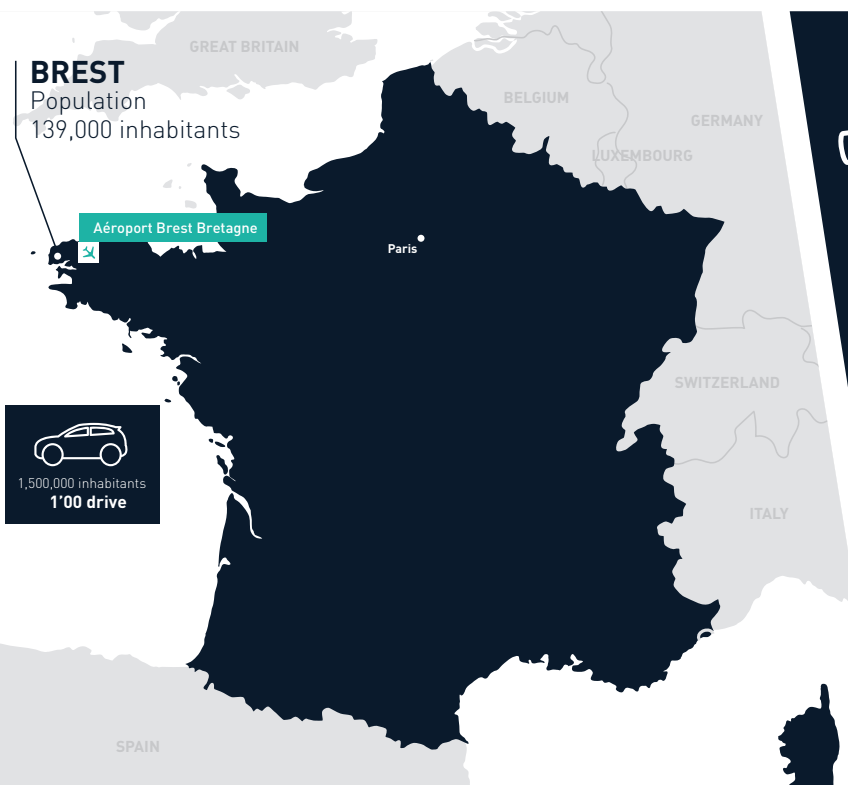 GREAT BRITAIN
BREST
Population
139,000 inhabitants
BELGIUM
GERMANY
LUXEMBOURG
Aéroport Brest Bretagne
Paris
SWITZERLAND
1,500,000 inhabitants
1’00 drive
ITALY
SPAIN